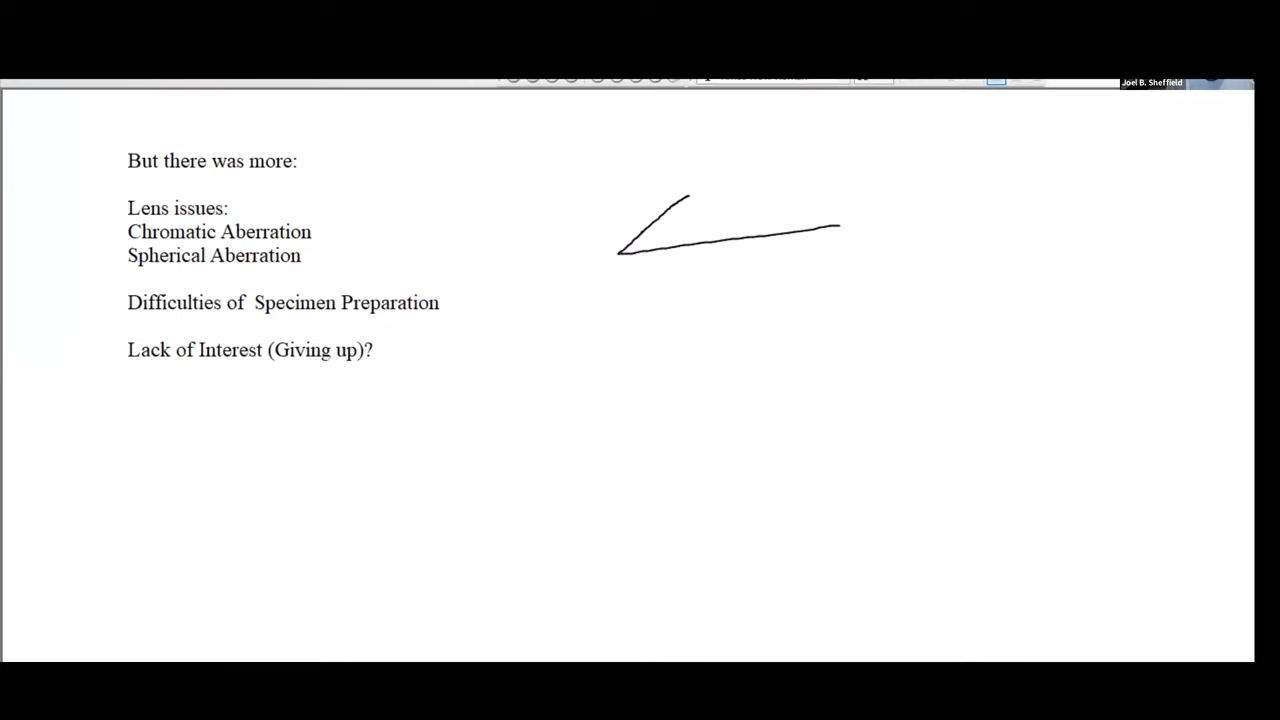 Joel B. Sheffield
But there was more:
Lens issues:
Chromatic Aberration
Spherical Aberration
Difficulties of Specimen Preparation
Lack of Interest (Giving up)?